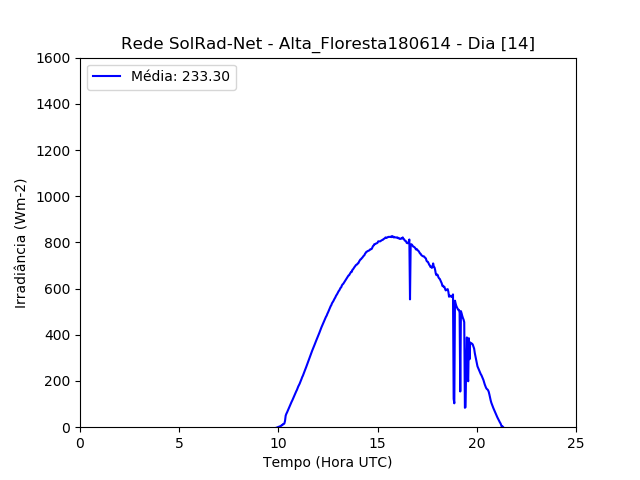 Rede SolRad-Net - Alta_Floresta180614 - Dia [14]
Média: 233.30
1600
1400
1200
1000
800
600
400
200
0
Irradiância (Wm-2)
0 5 10 15 20 25
Tempo (Hora UTC)